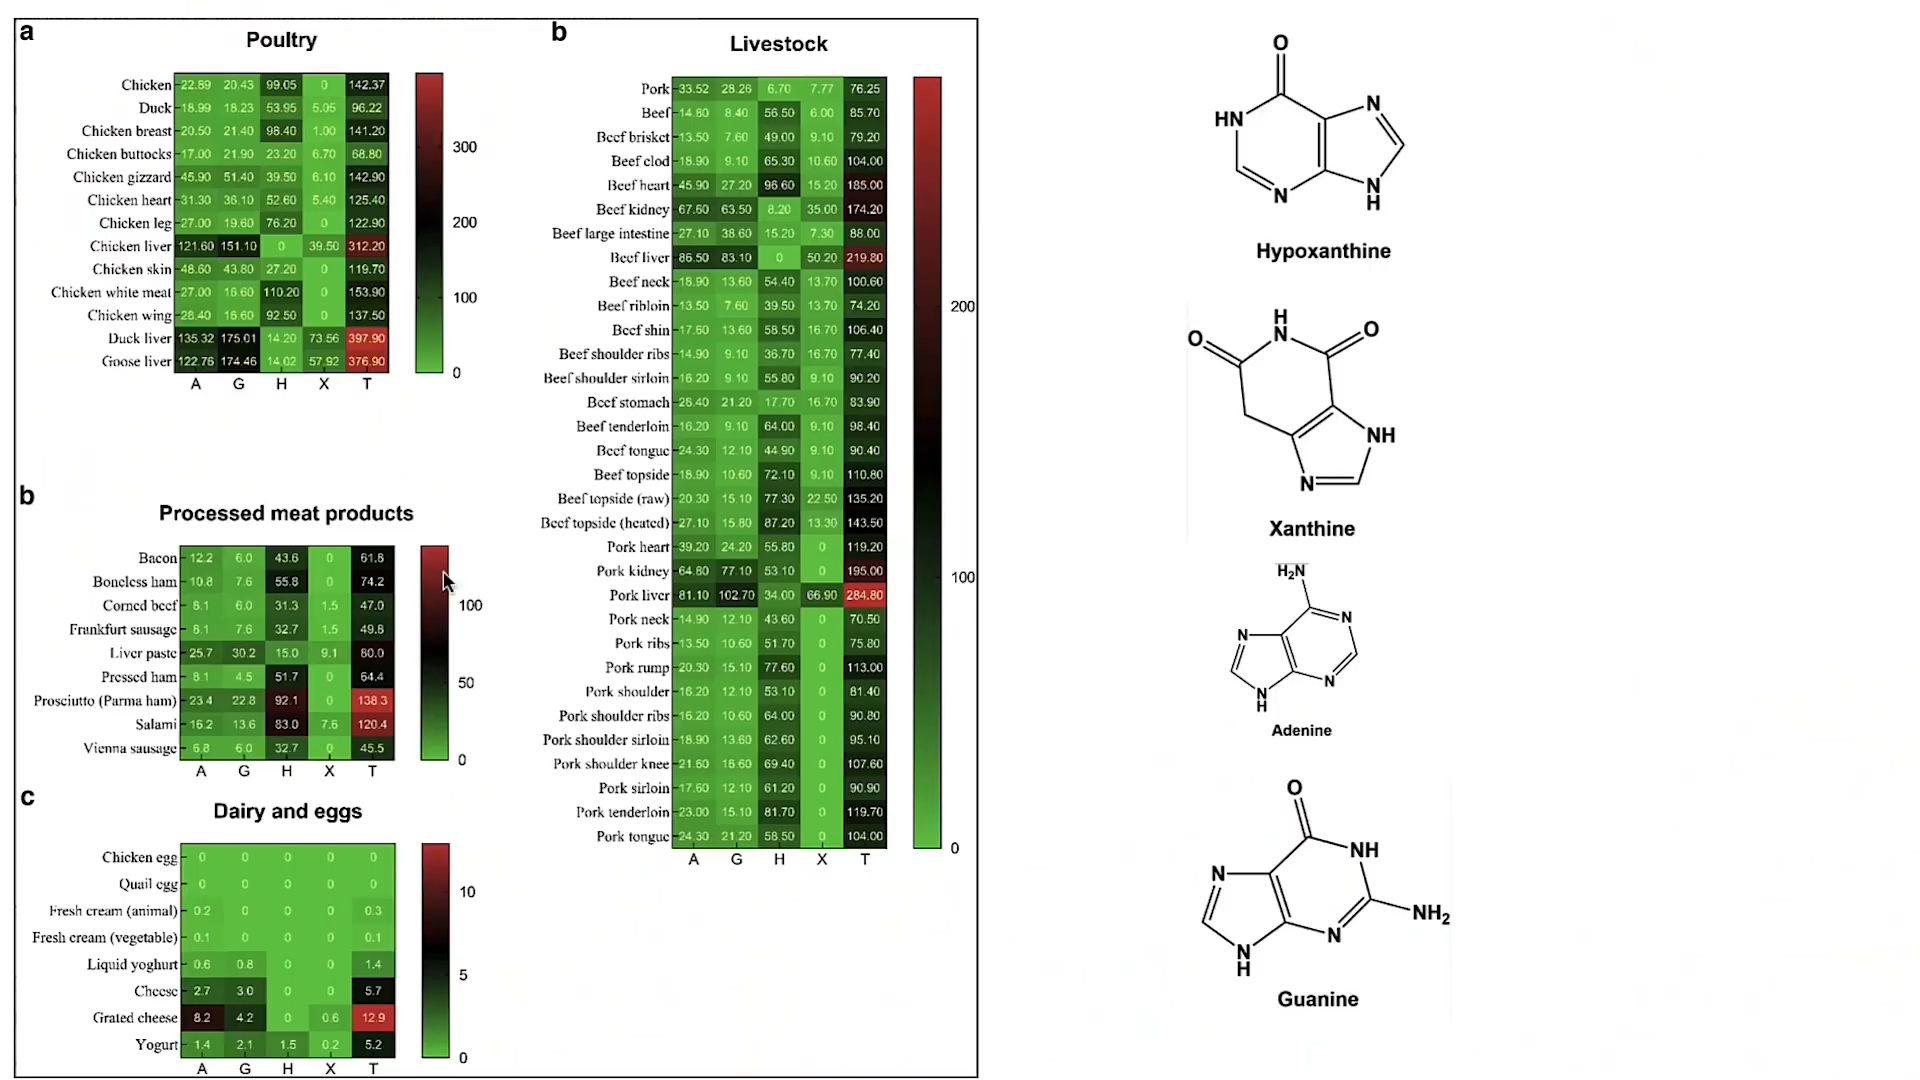 a
Poultry
Chicken 22.89 20.43 99.05 0 142.37
Duck 18.99 18.23 53.95 5.05 96.22
Chicken breast 20.50 21.40 98.40 1.00 141.20
Chicken buttocks 17.00 21.90 23.20 6.70 68.80
Chicken gizzard 45.90 51.40 39.50 6.10 142.90
Chicken heart 31.30 36.10 52.60 5.40 125.40
Chicken leg 27.00 19.60 76.20 0 122.90
Chicken liver 121.60 151.10 0 39.50 312.20
Chicken skin 48.60 43.80 27.20 0 119.70
Chicken white meat 27.00 16.60 110.20 0 153.90
Chicken wing 28.40 16.60 92.50 0 137.50
Duck liver 135.32 175.01 14.20 73.56 397.90
Goose liver 122.76 174.46 14.02 57.92 376.90
A G H X T
300
200
100
0
b
Processed meat products
Bacon 12.2 6.0 43.6 0 61.8
Boneless ham 10.8 7.6 55.8 0 74.2
Corned beef 8.1 6.0 31.3 1.5 47.0
Frankfurt sausage 8.1 7.6 32.7 1.5 49.8
Liver paste 25.7 30.2 15.0 9.1 80.0
Pressed ham 8.1 4.5 51.7 0 64.4
Prosciutto (Parma ham) 23.4 22.8 92.1 0 138.3
Salami 16.2 13.6 83.0 7.6 120.4
Vienna sausage 6.8 6.0 32.7 0 45.5
A G H X T
100
50
0
c
Dairy and eggs
Chicken egg 0 0 0 0 0
Quail egg 0 0 0 0 0
Fresh cream (animal) 0.2 0 0 0 0.3
Fresh cream (vegetable) 0.1 0 0 0 0.1
Liquid yoghurt 0.6 0.8 0 0 1.4
Cheese 2.7 3.0 0 0 5.7
Grated cheese 8.2 4.2 0 0.6 12.9
Yogurt 1.4 2.1 1.5 0.2 5.2
A G H X T
10
5
0
b
Livestock
Pork 33.52 28.26 6.70 7.77 76.25
Beef 14.80 8.40 56.50 6.00 85.70
Beef brisket 13.50 7.60 49.00 9.10 79.20
Beef clod 18.90 9.10 65.30 10.60 104.00
Beef heart 45.90 27.20 96.60 15.20 185.00
Beef kidney 67.60 63.50 8.20 35.00 174.20
Beef large intestine 27.10 38.60 15.20 7.30 88.00
Beef liver 86.50 83.10 0 50.20 219.80
Beef neck 18.90 13.60 54.40 13.70 100.60
Beef ribloin 13.50 7.60 39.50 13.70 74.20
Beef shin 17.60 13.60 58.50 16.70 106.40
Beef shoulder ribs 14.90 9.10 36.70 16.70 77.40
Beef shoulder sirloin 16.20 9.10 55.80 9.10 90.20
Beef stomach 28.40 21.20 17.70 16.70 83.90
Beef tenderloin 16.20 9.10 64.00 9.10 98.40
Beef tongue 24.30 12.10 44.90 9.10 90.40
Beef topside 18.90 10.60 72.10 9.10 110.80
Beef topside (raw) 20.30 15.10 77.30 22.50 135.20
Beef topside (heated) 27.10 15.80 87.20 13.30 143.50
Pork heart 39.20 24.20 55.80 0 119.20
Pork kidney 64.80 77.10 53.10 0 195.00
Pork liver 81.10 102.70 34.00 66.90 284.80
Pork neck 14.90 12.10 43.60 0 70.50
Pork ribs 13.50 10.60 51.70 0 75.80
Pork rump 20.30 15.10 77.60 0 113.00
Pork shoulder 16.20 12.10 53.10 0 81.40
Pork shoulder ribs 16.20 10.60 64.00 0 90.80
Pork shoulder sirloin 18.90 13.60 62.60 0 95.10
Pork shoulder knee 21.60 16.60 69.40 0 107.60
Pork sirloin 17.60 12.10 61.20 0 90.90
Pork tenderloin 23.00 15.10 81.70 0 119.70
Pork tongue 24.30 21.20 58.50 0 104.00
A G H X T
200
100
0
O
HN
N
N
N
H
Hypoxanthine
H
O N O
NH
N
Xanthine
H2N
N
N
N
N
H
Adenine
O
NH
N
NH2
N
N
H
Guanine